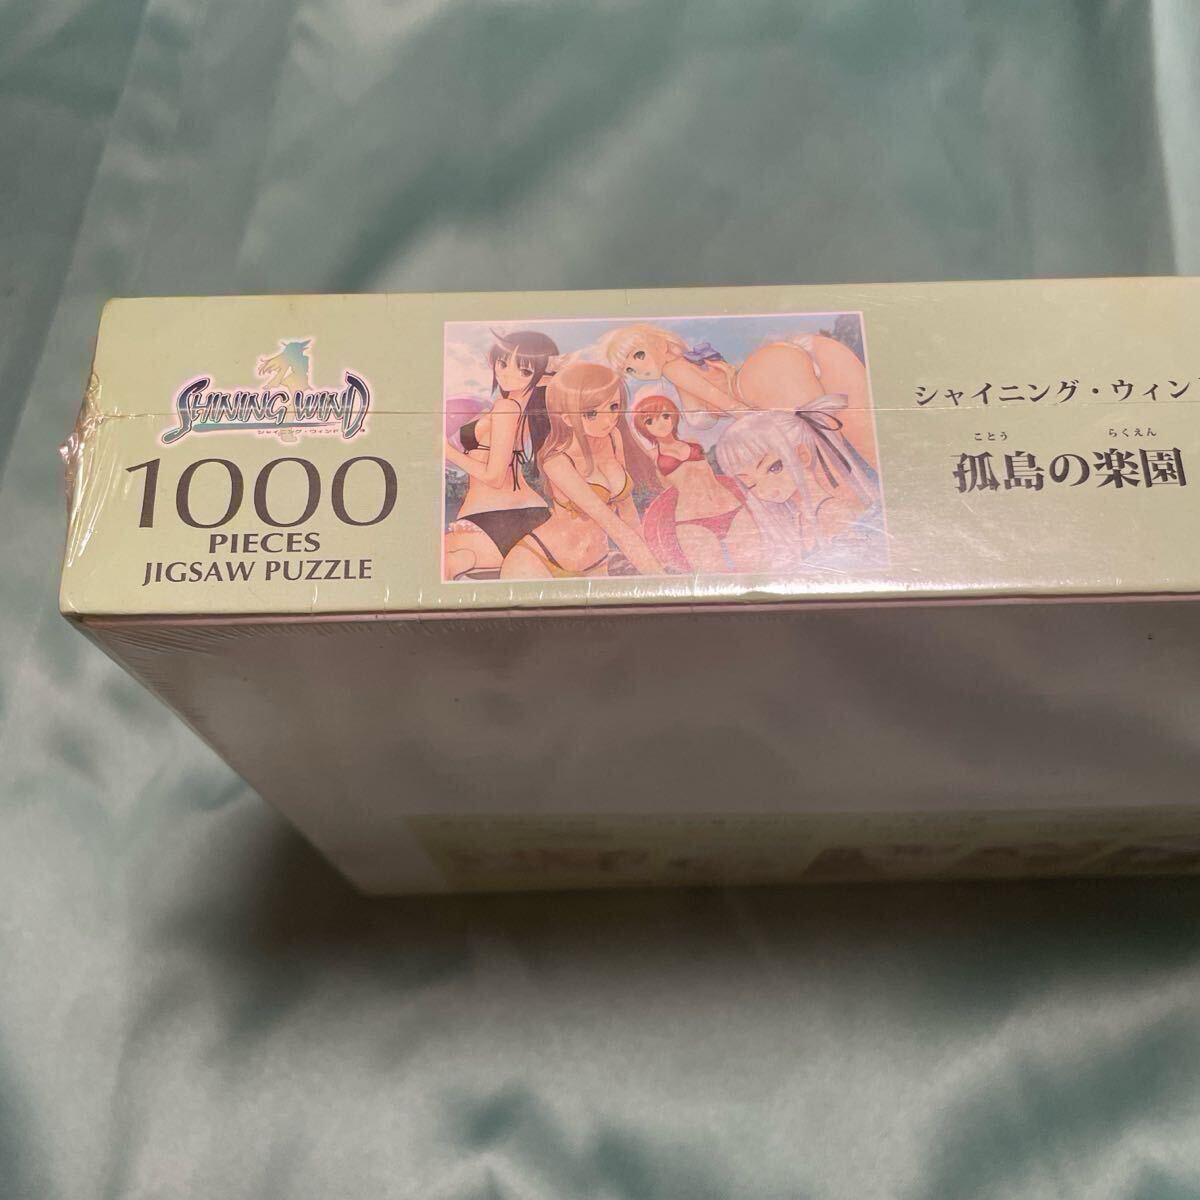 SHINING WIND
シャイニング・ウィンド
1000
PIECES
JIGSAW PUZZLE
シャイニング・ウィンド
ことう らくえん
孤島の楽園